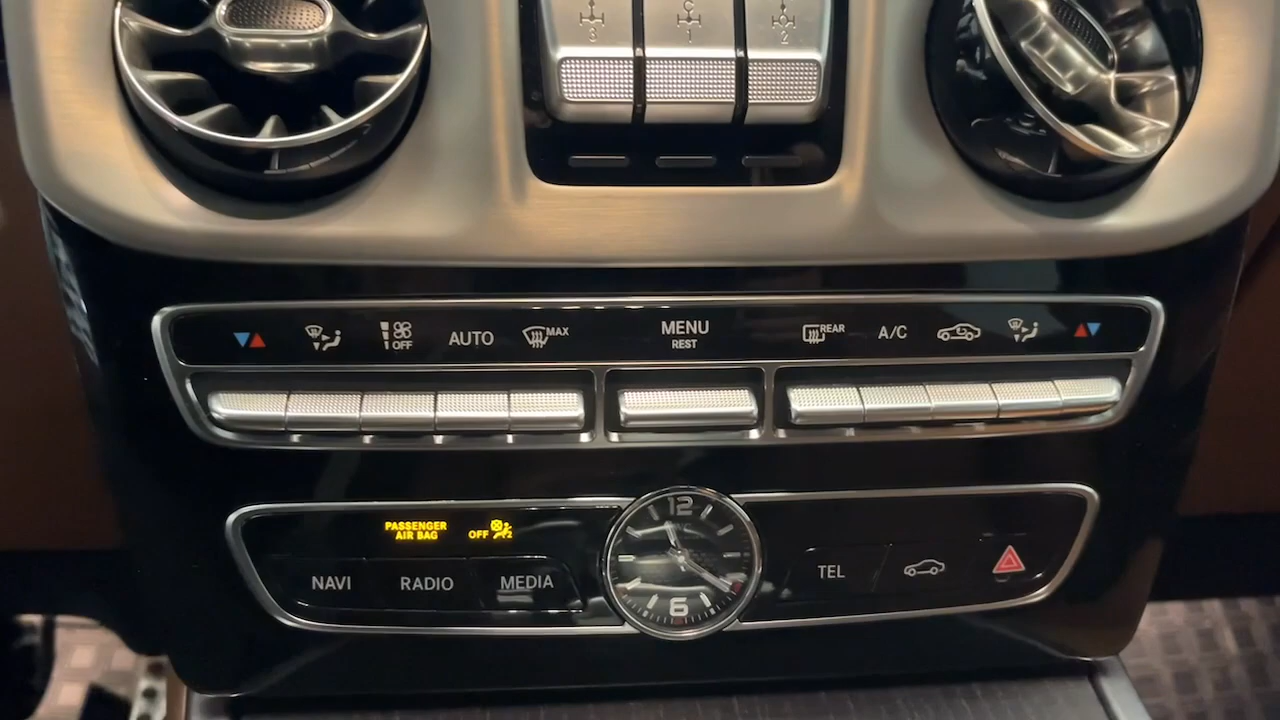 C
3 1 2
OFF AUTO MAX MENU REAR A/C
REST
12
PASSENGER
AIR BAG OFF
NAVI RADIO MEDIA TEL
6